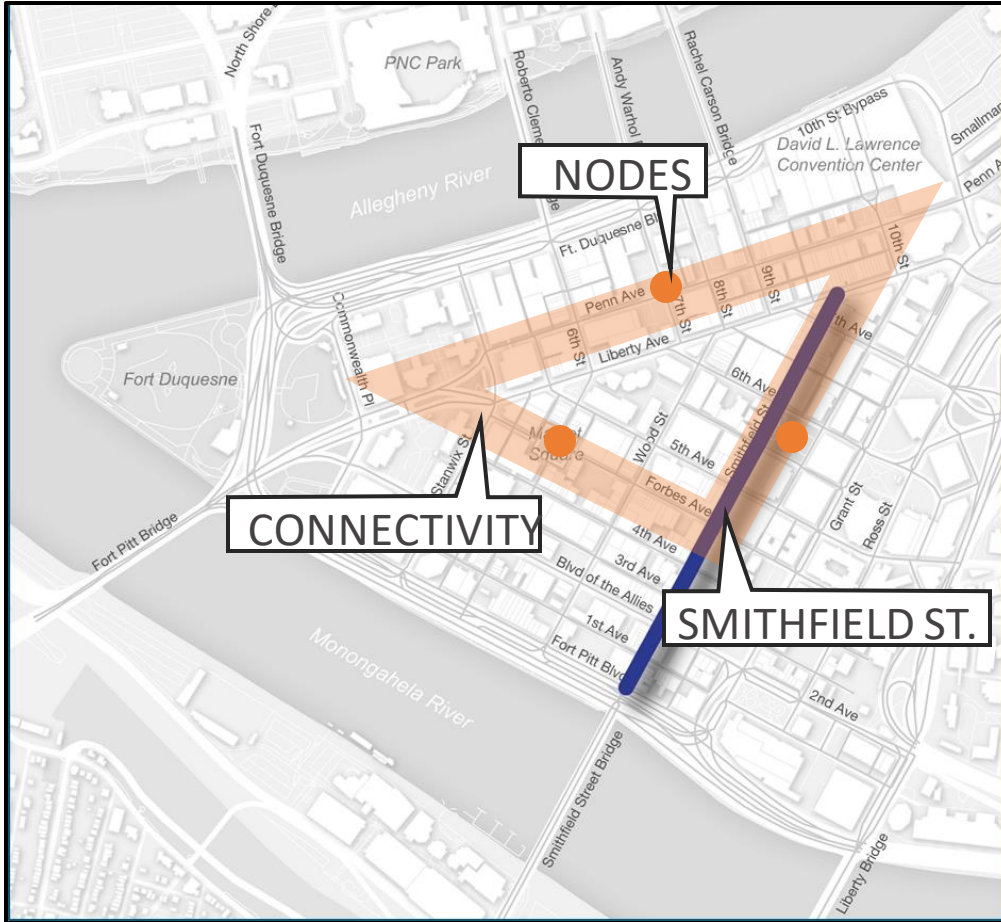 North Shore
PNC Park
Roberto Cleme
Andy Warhol
Rachel Carson Bridge
10th St Bypass
Smallman
David L. Lawrence
Convention Center
Penn A
Fort Duquesne Bridge
Allegheny River
NODES
Ft. Duquesne Bl
10th St
9th St
8th St
7th St
Penn Ave
Commonwealth Pl
6th St
Liberty Ave
7th Ave
Fort Duquesne
6th Ave
Smithfield St
Wood St
5th Ave
Market
Square
Stanwix St
Forbes Ave
Grant St
Ross St
CONNECTIVITY
4th Ave
Fort Pitt Bridge
3rd Ave
Blvd of the Allies
SMITHFIELD ST.
1st Ave
Fort Pitt Blvd
Monongahela River
2nd Ave
Smithfield Street Bridge
Liberty Bridge